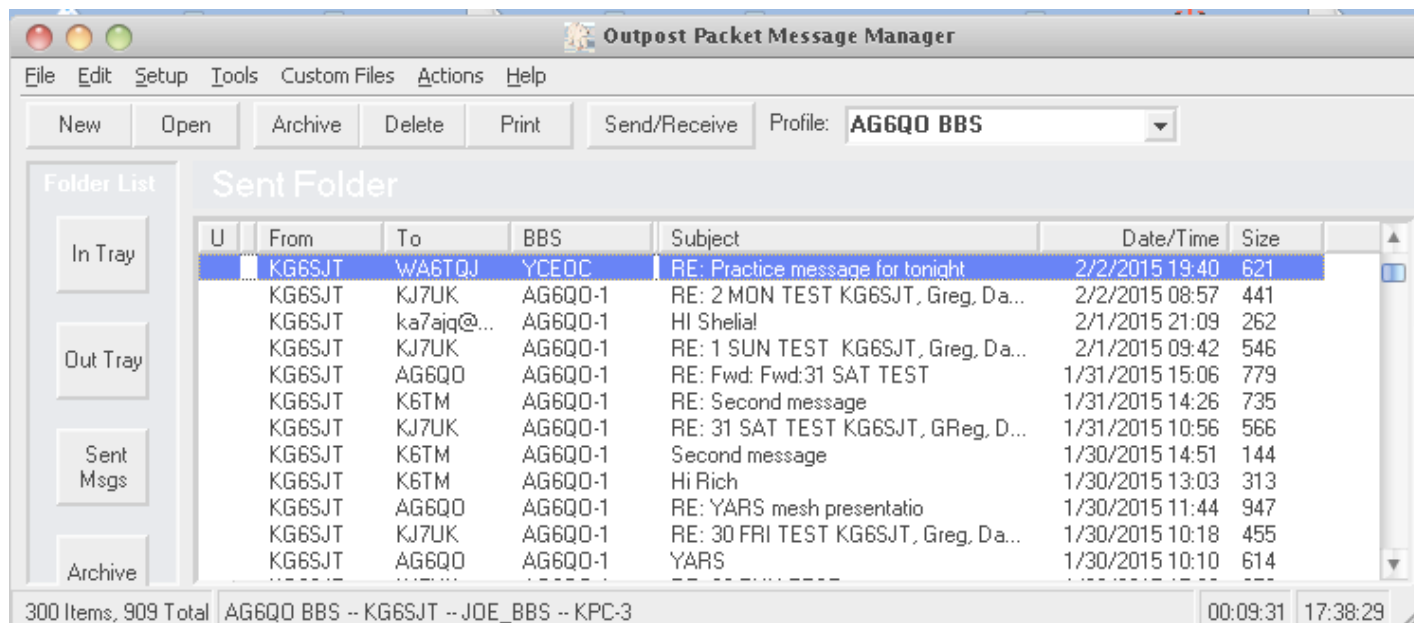 Outpost Packet Message Manager
File Edit Setup Tools Custom Files Actions Help
New Open Archive Delete Print Send/Receive Profile: AG6QO BBS
Folder List
Sent Folder
In Tray
Out Tray
Sent Msgs
Archive
U From To BBS Subject Date/Time Size
KG6SJT WA6TQJ YCEOC RE: Practice message for tonight 2/2/2015 19:40 621
KG6SJT KJ7UK AG6QO-1 RE: 2 MON TEST KG6SJT, Greg, Da... 2/2/2015 08:57 441
KG6SJT ka7ajq@... AG6QO-1 HI Shelia! 2/1/2015 21:09 262
KG6SJT KJ7UK AG6QO-1 RE: 1 SUN TEST KG6SJT, Greg, Da... 2/1/2015 09:42 546
KG6SJT AG6QO AG6QO-1 RE: Fwd: Fwd:31 SAT TEST 1/31/2015 15:06 779
KG6SJT K6TM AG6QO-1 RE: Second message 1/31/2015 14:26 735
KG6SJT KJ7UK AG6QO-1 RE: 31 SAT TEST KG6SJT, GReg, D... 1/31/2015 10:56 566
KG6SJT K6TM AG6QO-1 Second message 1/30/2015 14:51 144
KG6SJT K6TM AG6QO-1 Hi Rich 1/30/2015 13:03 313
KG6SJT AG6QO AG6QO-1 RE: YARS mesh presentatio 1/30/2015 11:44 947
KG6SJT KJ7UK AG6QO-1 RE: 30 FRI TEST KG6SJT, Greg, Da... 1/30/2015 10:18 455
KG6SJT AG6QO AG6QO-1 YARS 1/30/2015 10:10 614
300 Items, 909 Total AG6QO BBS -- KG6SJT -- JOE_BBS -- KPC-3 00:09:31 17:38:29